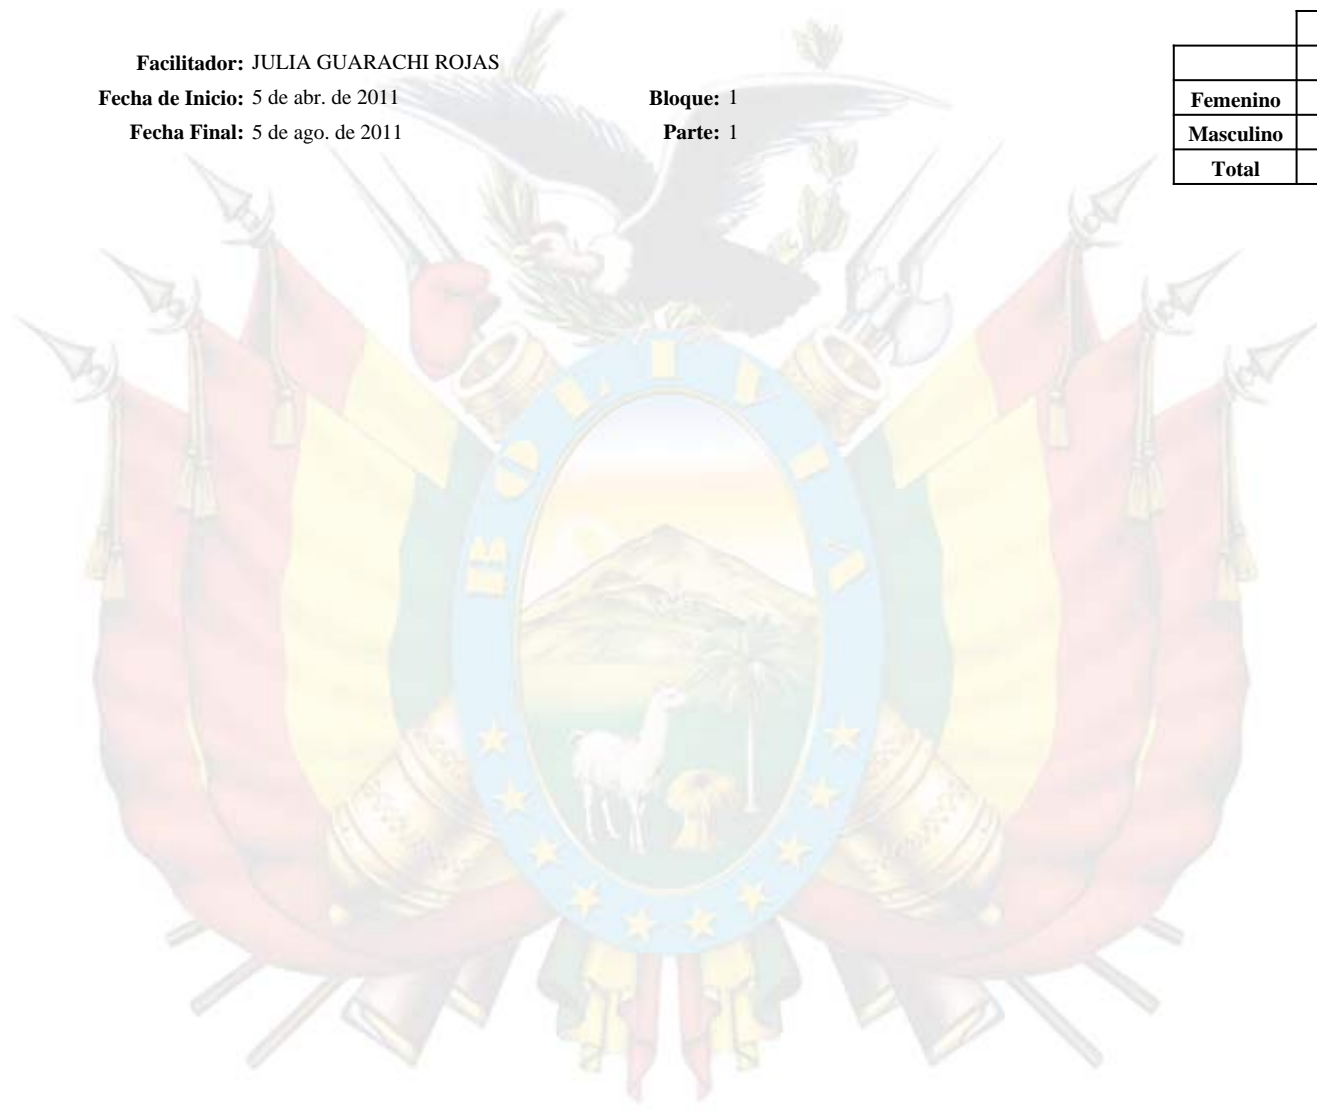 Facilitador: JULIA GUARACHI ROJAS
Fecha de Inicio: 5 de abr. de 2011 Bloque: 1
Fecha Final: 5 de ago. de 2011 Parte: 1
Femenino
Masculino
Total
BOLIVIA